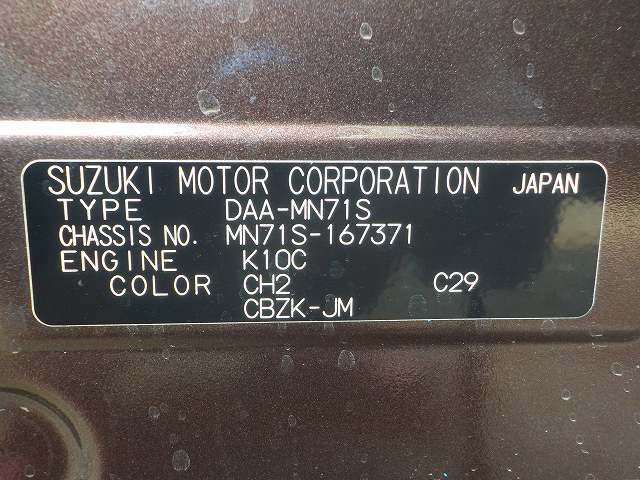 SUZUKI MOTOR CORPORATION JAPAN
TYPE DAA-MN71S
CHASSIS NO. MN71S-167371
ENGINE K10C
COLOR CH2 C29
CBZK-JM